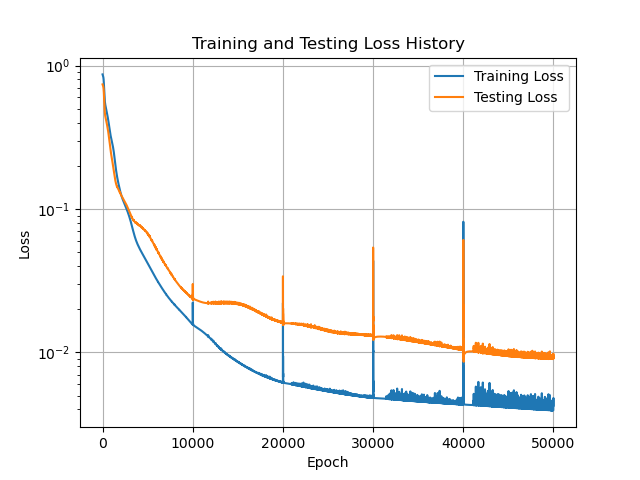 Training and Testing Loss History
Training Loss
Testing Loss
Loss
10⁰
10⁻¹
10⁻²
0 10000 20000 30000 40000 50000
Epoch